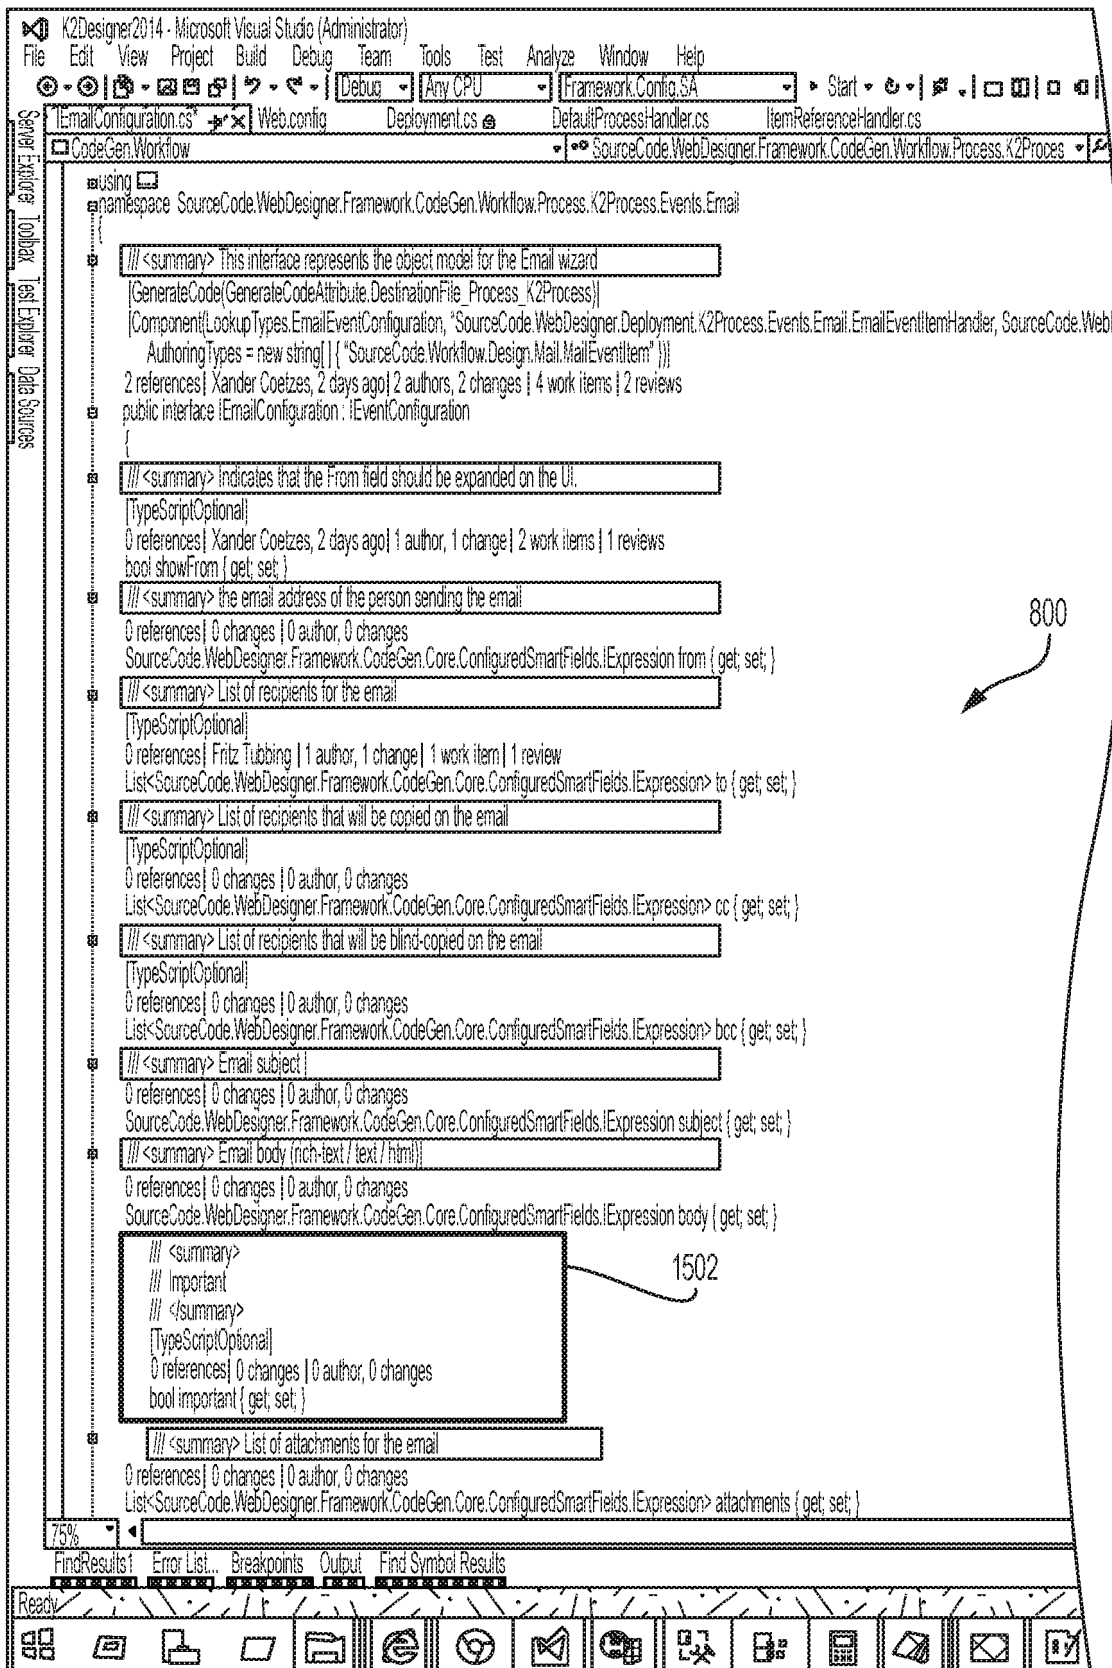 K2Designer2014 - Microsoft Visual Studio (Administrator)
File Edit View Project Build Debug Team Tools Test Analyze Window Help
Debug Any CPU Framework.Config.SA Start
IEmailConfiguration.cs* Web.config Deployment.cs DefaultProcessHandler.cs ItemReferenceHandler.cs
CodeGen.Workflow SourceCode.WebDesigner.Framework.CodeGen.Workflow.Process.K2Proces
Server Explorer Toolbax Test Explorer Data Sources
using
namespace SourceCode.WebDesigner.Framework.CodeGen.Workflow.Process.K2Process.Events.Email
{
/// <summary> This interface represents the object model for the Email wizard
[GenerateCode(GenerateCodeAttribute.DestinationFile_Process_K2Process)]
[Component(LookupTypes.EmailEventConfiguration, "SourceCode.WebDesigner.Deployment.K2Process.Events.Email.EmailEventItemHandler, SourceCode.Web
AuthoringTypes = new string[ ] { "SourceCode.Workflow.Design.Mail.MailEventItem" })]
2 references| Xander Coetzes, 2 days ago| 2 authors, 2 changes | 4 work items | 2 reviews
public interface IEmailConfiguration : IEventConfiguration
{
/// <summary> Indicates that the From field should be expanded on the UI.
[TypeScriptOptional]
0 references| Xander Coetzes, 2 days ago| 1 author, 1 change| 2 work items | 1 reviews
bool showFrom { get; set; }
/// <summary> the email address of the person sending the email
0 references| 0 changes | 0 author, 0 changes
SourceCode.WebDesigner.Framework.CodeGen.Core.ConfiguredSmartFields.IExpression from { get; set; }
800
/// <summary> List of recipients for the email
[TypeScriptOptional]
0 references| Fritz Tubbing | 1 author, 1 change| 1 work item| 1 review
List<SourceCode.WebDesigner.Framework.CodeGen.Core.ConfiguredSmartFields.IExpression> to { get; set; }
/// <summary> List of recipients that will be copied on the email
[TypeScriptOptional]
0 references| 0 changes | 0 author, 0 changes
List<SourceCode.WebDesigner.Framework.CodeGen.Core.ConfiguredSmartFields.IExpression> cc { get; set; }
/// <summary> List of recipients that will be blind-copied on the email
[TypeScriptOptional]
0 references| 0 changes | 0 author, 0 changes
List<SourceCode.WebDesigner.Framework.CodeGen.Core.ConfiguredSmartFields.IExpression> bcc { get; set; }
/// <summary> Email subject |
0 references| 0 changes | 0 author, 0 changes
SourceCode.WebDesigner.Framework.CodeGen.Core.ConfiguredSmartFields.IExpression subject { get; set; }
/// <summary> Email body (rich-text / text / html)|
0 references| 0 changes | 0 author, 0 changes
SourceCode.WebDesigner.Framework.CodeGen.Core.ConfiguredSmartFields.IExpression body { get; set; }
/// <summary>
/// Important
/// </summary>
[TypeScriptOptional]
0 references| 0 changes | 0 author, 0 changes
bool important { get; set; }
1502
/// <summary> List of attachments for the email
0 references| 0 changes | 0 author, 0 changes
List<SourceCode.WebDesigner.Framework.CodeGen.Core.ConfiguredSmartFields.IExpression> attachments { get; set; }
75%
FindResults1 Error List... Breakpoints Output Find Symbol Results
Ready